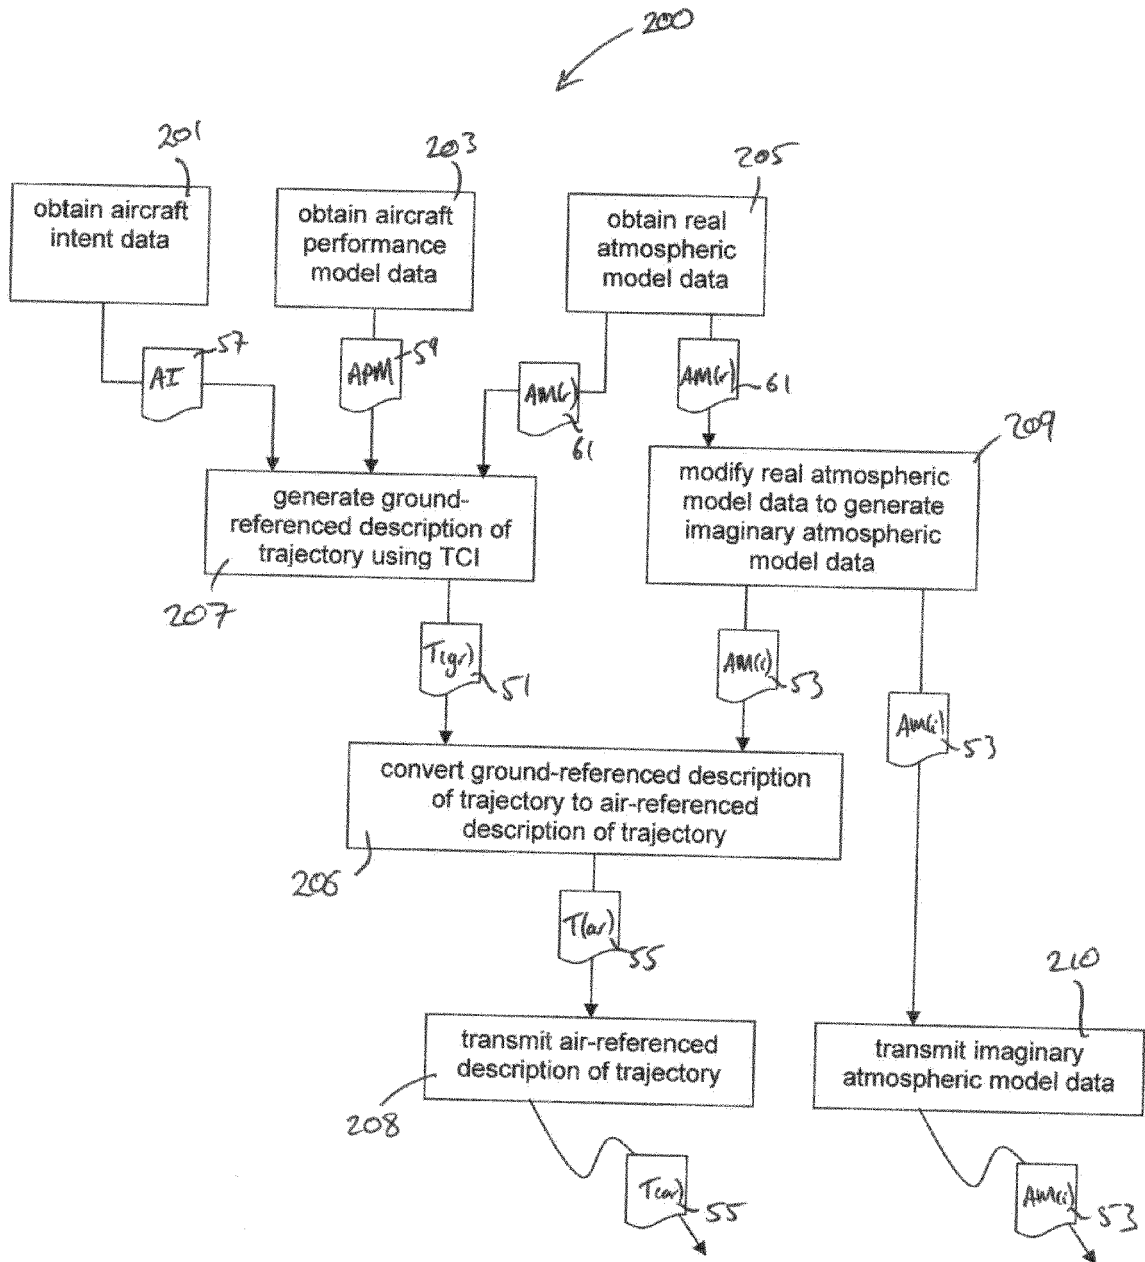 200
201
203
205
obtain aircraft
intent data
obtain aircraft
performance
model data
obtain real
atmospheric
model data
AI
57
APM
59
AM(r)
61
AM(r)
61
209
generate ground-
referenced description of
trajectory using TCI
207
modify real atmospheric
model data to generate
imaginary atmospheric
model data
T(gr)
51
AM(i)
53
AM(i)
53
convert ground-referenced description
of trajectory to air-referenced
description of trajectory
206
T(ar)
55
210
transmit air-referenced
description of trajectory
208
transmit imaginary
atmospheric model data
T(ar)
55
AM(i)
53